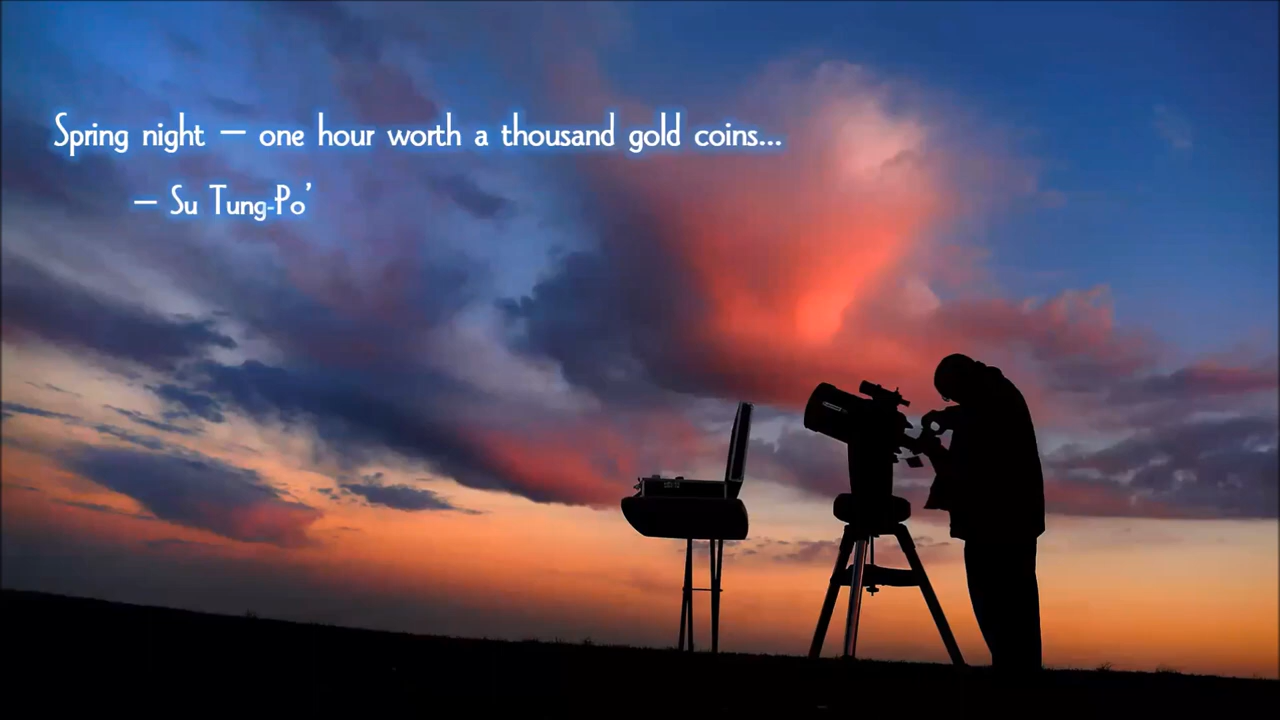 Spring night – one hour worth a thousand gold coins...
– Su Tung-Po'